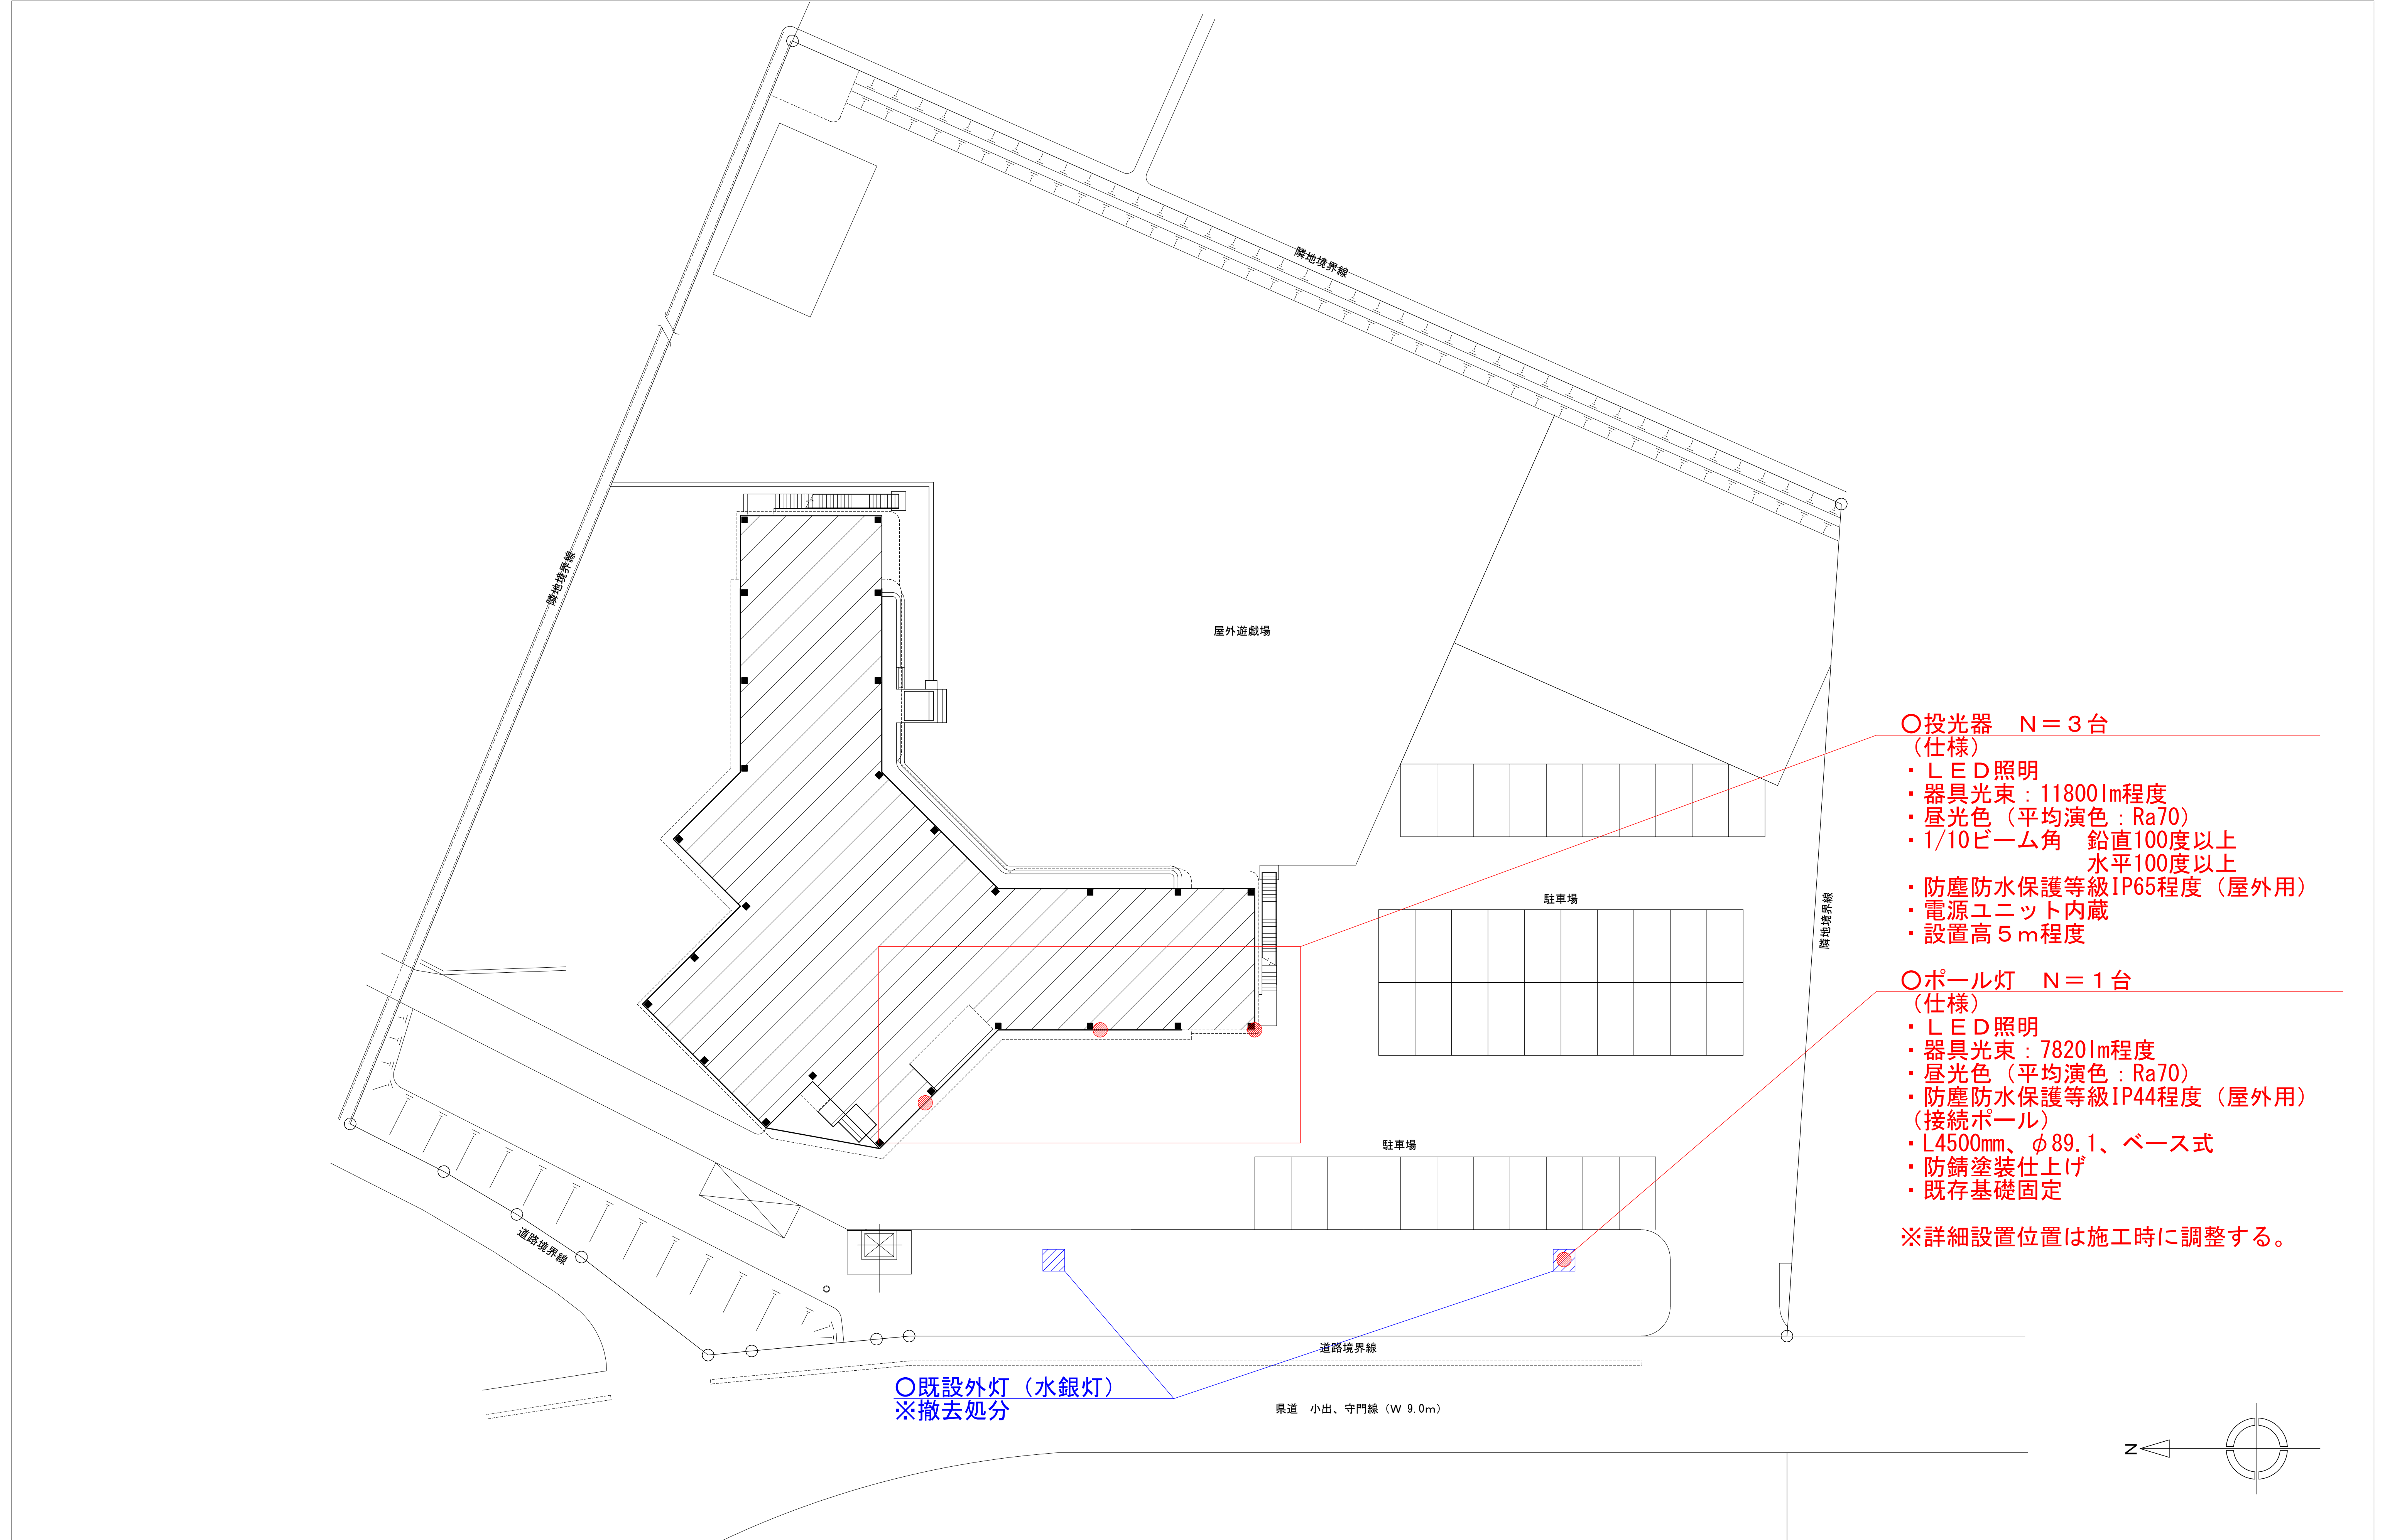 隣地境界線
隣地境界線
屋外遊戯場
○投光器　Ｎ＝３台
（仕様）
・ＬＥＤ照明
・器具光束：11800lm程度
・昼光色（平均演色：Ra70）
・1/10ビーム角　鉛直100度以上
水平100度以上
・防塵防水保護等級IP65程度（屋外用）
・電源ユニット内蔵
・設置高５ｍ程度
駐車場
隣地境界線
○ポール灯　Ｎ＝１台
（仕様）
・ＬＥＤ照明
・器具光束：7820lm程度
・昼光色（平均演色：Ra70）
・防塵防水保護等級IP44程度（屋外用）
（接続ポール）
・L4500mm、φ89.1、ベース式
・防錆塗装仕上げ
・既存基礎固定
※詳細設置位置は施工時に調整する。
駐車場
道路境界線
道路境界線
○既設外灯（水銀灯）
※撤去処分
県道　小出、守門線（W 9.0m）
N